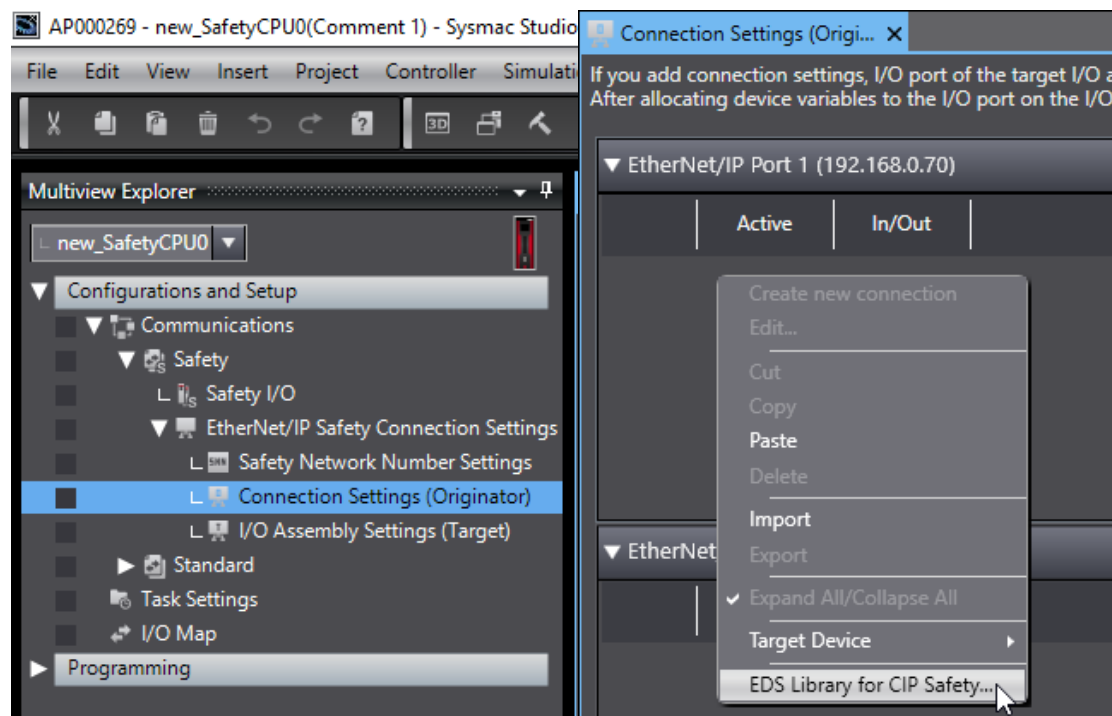 AP000269 - new_SafetyCPU0(Comment 1) - Sysmac Studio
File Edit View Insert Project Controller Simulati
3D
Multiview Explorer
new_SafetyCPU0
Configurations and Setup
Communications
Safety
Safety I/O
EtherNet/IP Safety Connection Settings
Safety Network Number Settings
Connection Settings (Originator)
I/O Assembly Settings (Target)
Standard
Task Settings
I/O Map
Programming
Connection Settings (Origi...
If you add connection settings, I/O port of the target I/O a
After allocating device variables to the I/O port on the I/O
EtherNet/IP Port 1 (192.168.0.70)
Active In/Out
Create new connection
Edit...
Cut
Copy
Paste
Delete
Import
EtherNet
Export
Expand All/Collapse All
Target Device
EDS Library for CIP Safety...